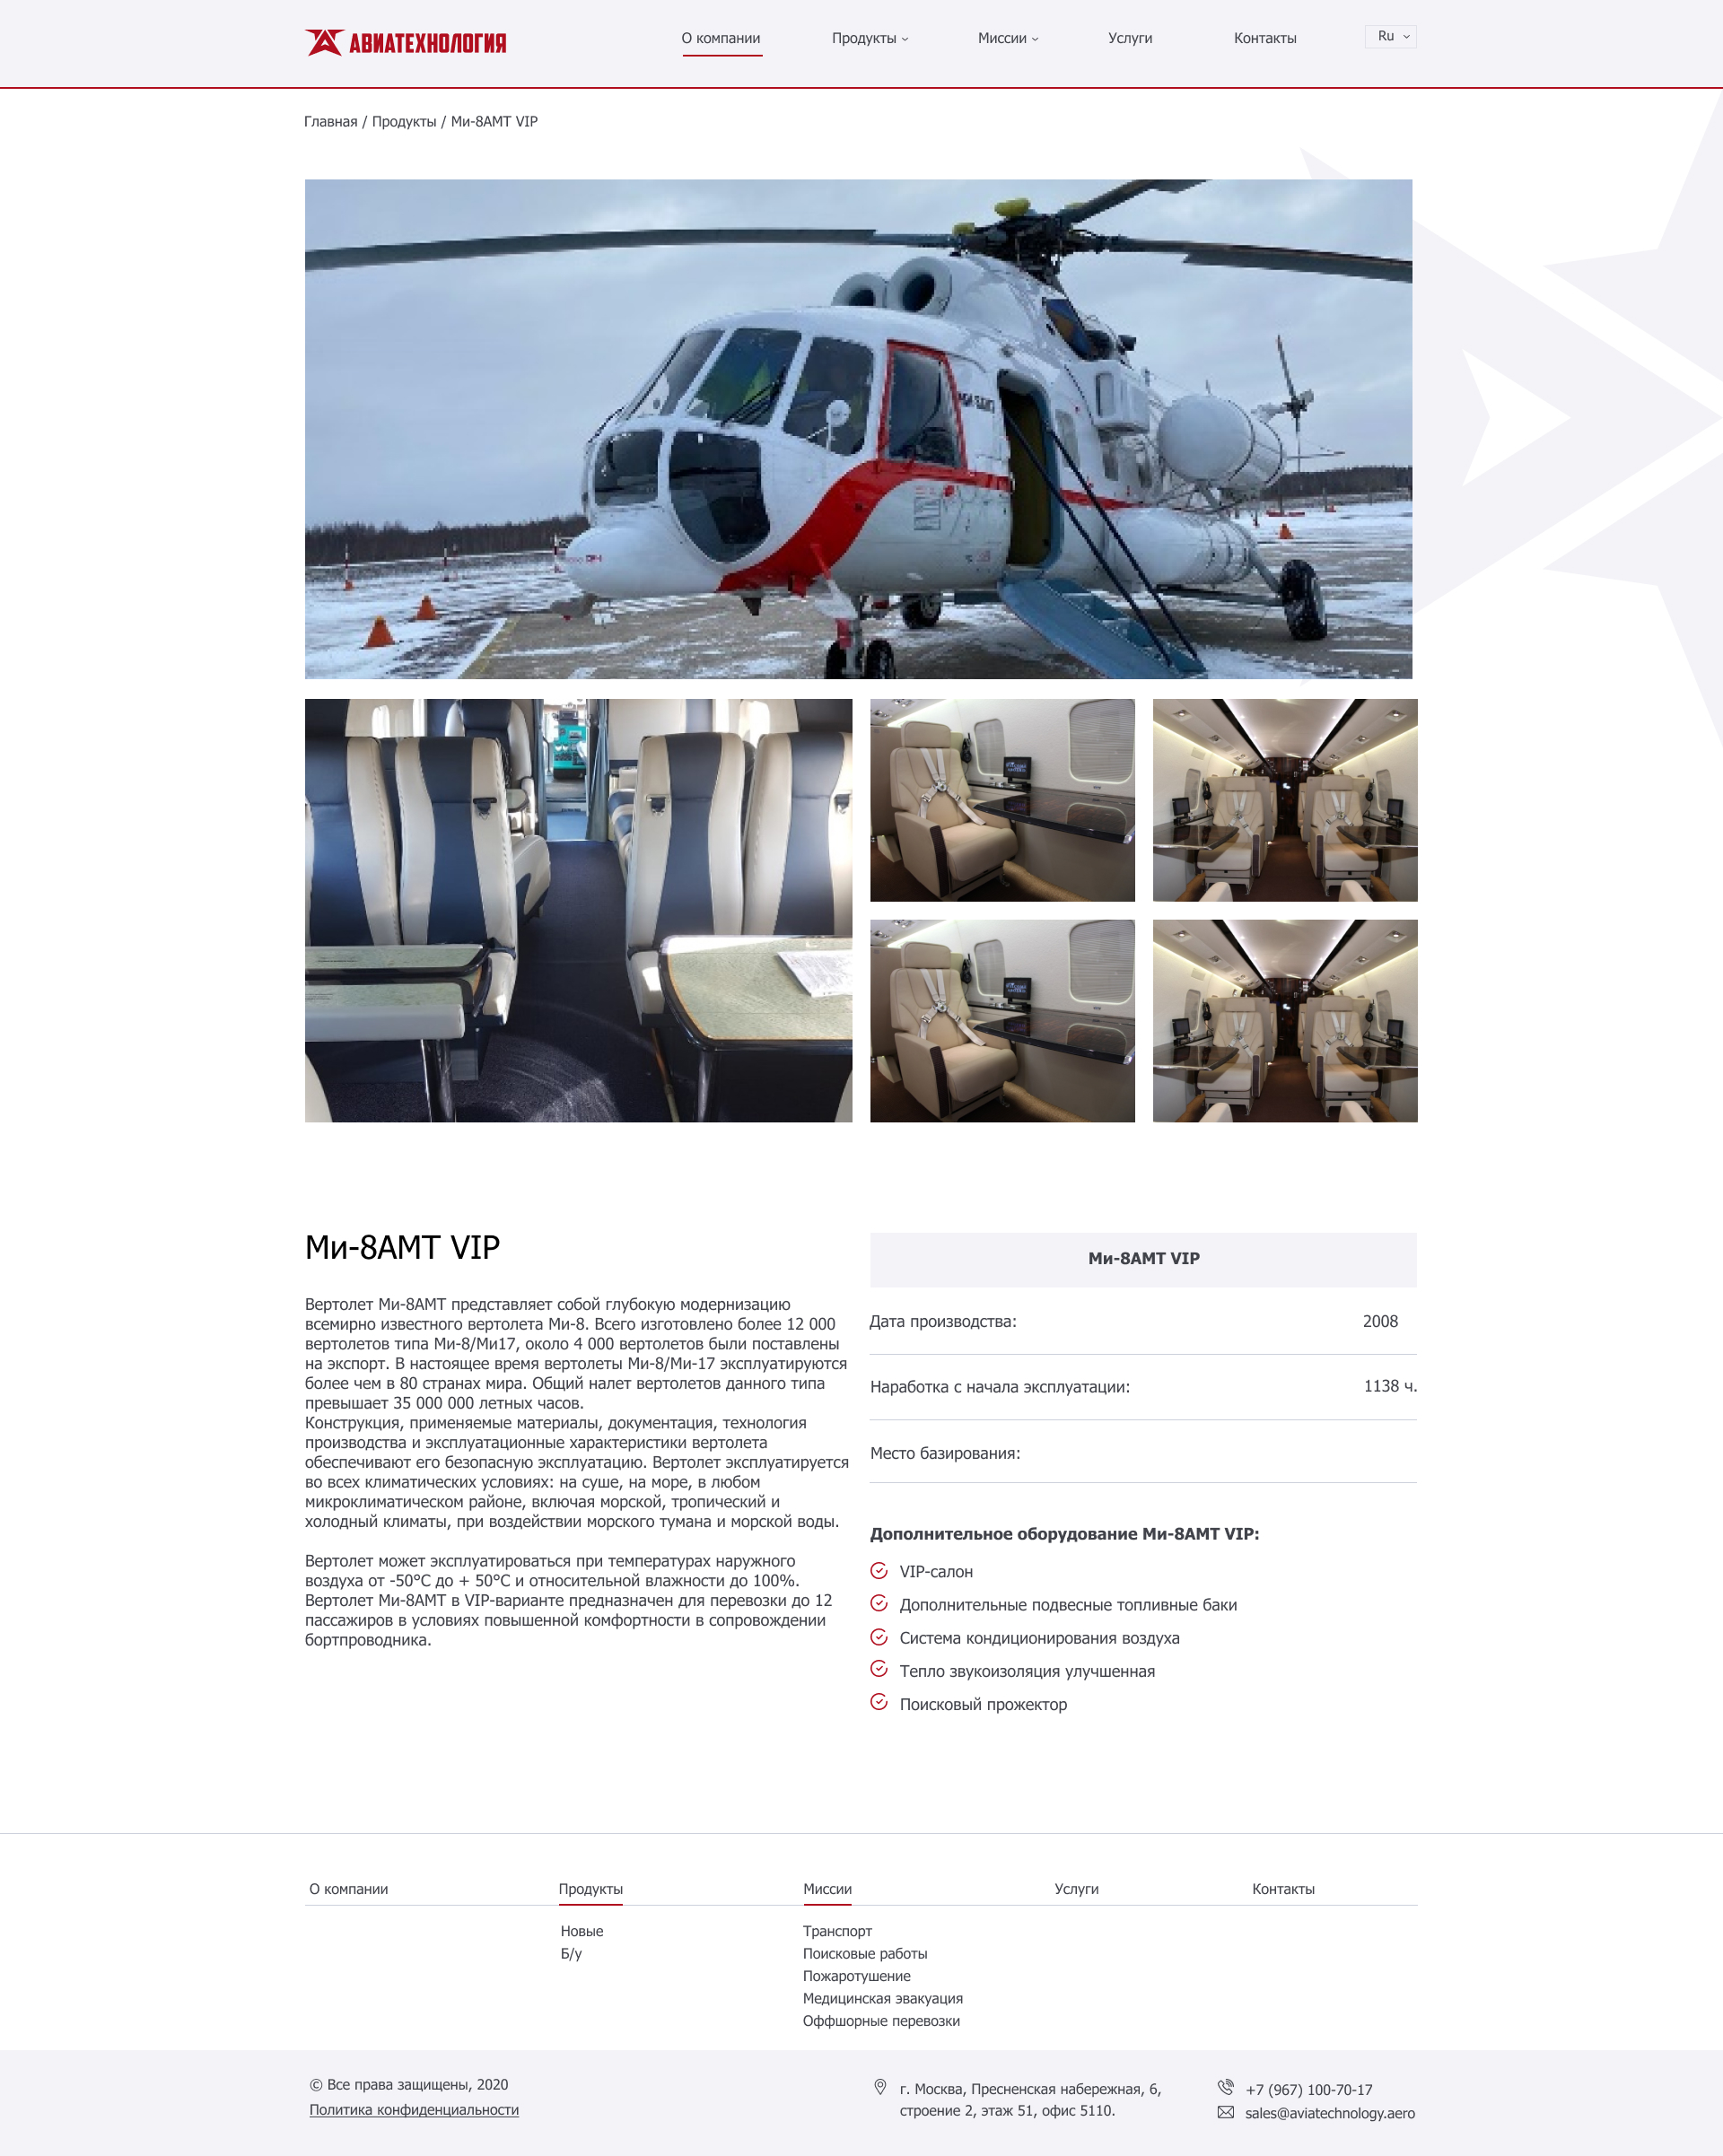 АВИАТЕХНОЛОГИЯ
О компании Продукты Миссии Услуги Контакты Ru
Главная / Продукты / Ми-8АМТ VIP
Ми-8АМТ VIP
Вертолет Ми-8АМТ представляет собой глубокую модернизацию
всемирно известного вертолета Ми-8. Всего изготовлено более 12 000
вертолетов типа Ми-8/Ми17, около 4 000 вертолетов были поставлены
на экспорт. В настоящее время вертолеты Ми-8/Ми-17 эксплуатируются
более чем в 80 странах мира. Общий налет вертолетов данного типа
превышает 35 000 000 летных часов.
Конструкция, применяемые материалы, документация, технология
производства и эксплуатационные характеристики вертолета
обеспечивают его безопасную эксплуатацию. Вертолет эксплуатируется
во всех климатических условиях: на суше, на море, в любом
микроклиматическом районе, включая морской, тропический и
холодный климаты, при воздействии морского тумана и морской воды.
Вертолет может эксплуатироваться при температурах наружного
воздуха от -50°С до + 50°С и относительной влажности до 100%.
Вертолет Ми-8АМТ в VIP-варианте предназначен для перевозки до 12
пассажиров в условиях повышенной комфортности в сопровождении
бортпроводника.
Ми-8АМТ VIP
Дата производства: 2008
Наработка с начала эксплуатации: 1138 ч.
Место базирования:
Дополнительное оборудование Ми-8АМТ VIP:
VIP-салон
Дополнительные подвесные топливные баки
Система кондиционирования воздуха
Тепло звукоизоляция улучшенная
Поисковый прожектор
О компании Продукты Миссии Услуги Контакты
Новые
Б/у
Транспорт
Поисковые работы
Пожаротушение
Медицинская эвакуация
Оффшорные перевозки
© Все права защищены, 2020
Политика конфиденциальности
г. Москва, Пресненская набережная, 6,
строение 2, этаж 51, офис 5110.
+7 (967) 100-70-17
sales@aviatechnology.aero